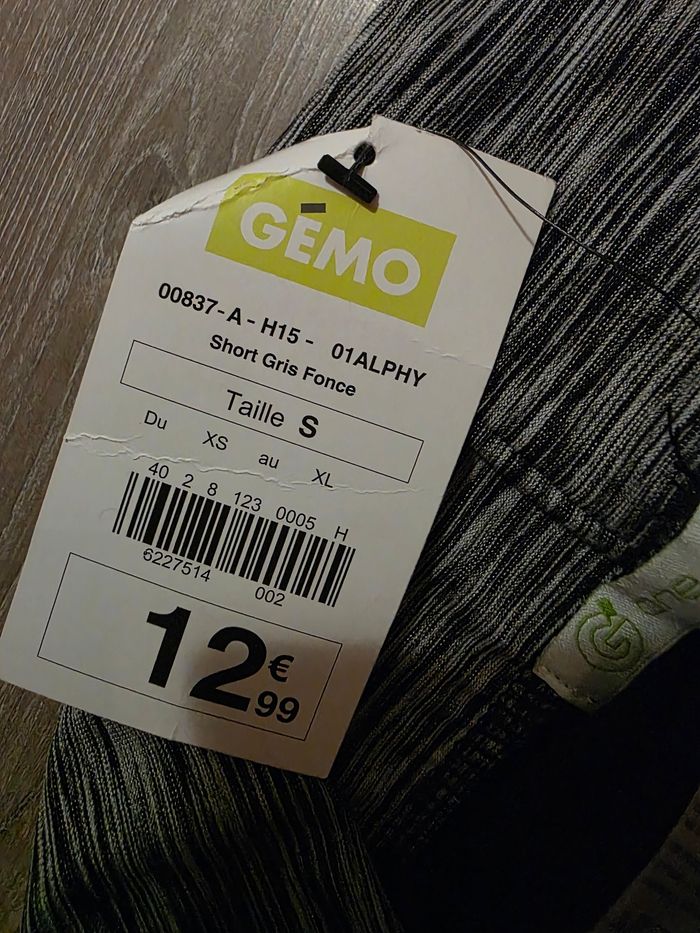 GÉMO
00837-A-H15- 01ALPHY
Short Gris Fonce
Taille S
Du XS au XL
40 2 8 123 0005 H
6227514 002
12€99
G